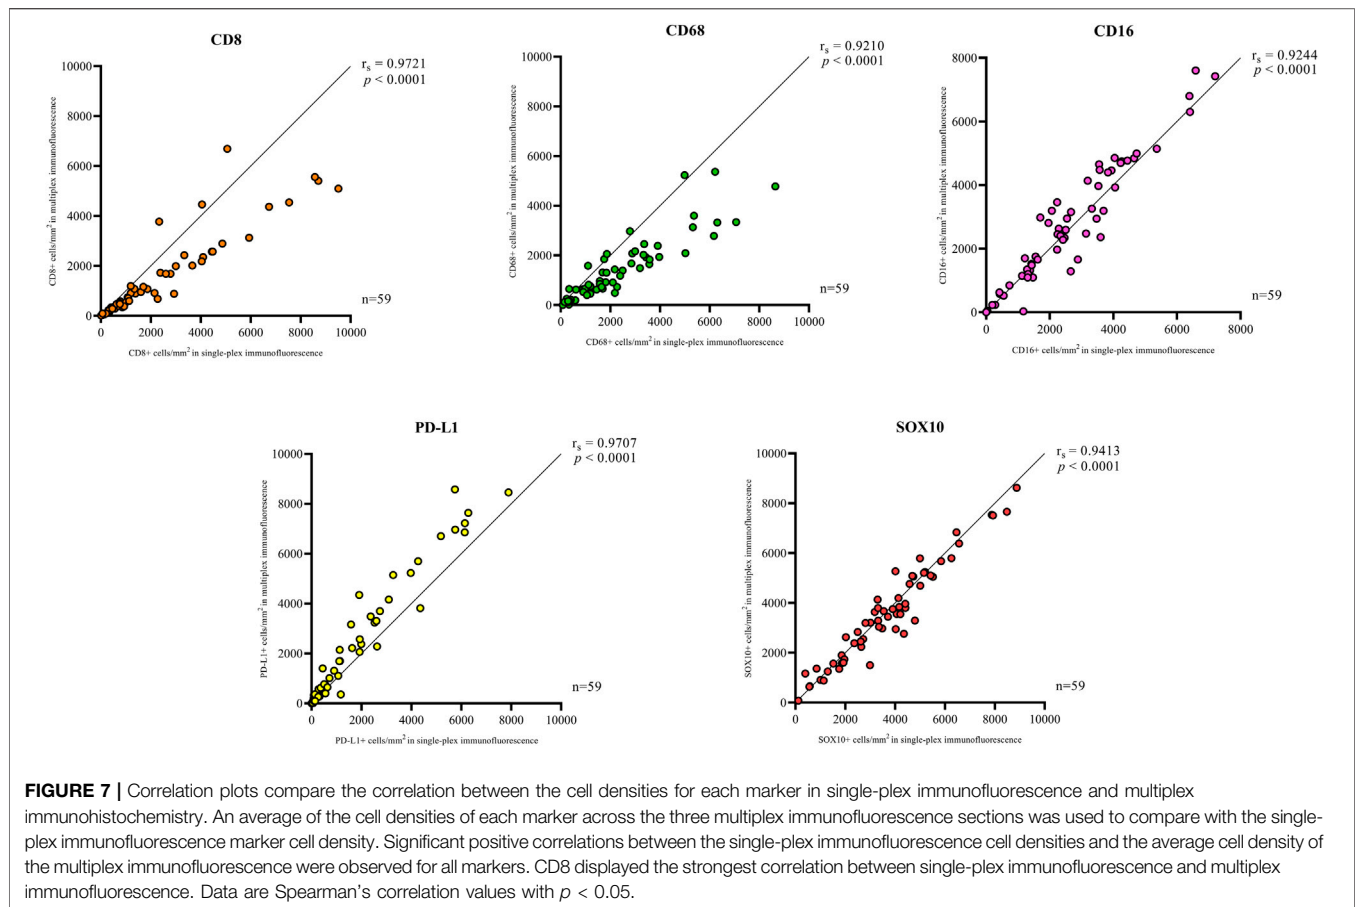 CD8
r_s = 0.9721
p < 0.0001
10000
8000
6000
4000
2000
0
CD8+ cells/mm² in multiplex immunofluorescence
n=59
0 2000 4000 6000 8000 10000
CD8+ cells/mm² in single-plex immunofluorescence
CD68
r_s = 0.9210
p < 0.0001
10000
8000
6000
4000
2000
0
CD68+ cells/mm² in multiplex immunofluorescence
n=59
0 2000 4000 6000 8000 10000
CD68+ cells/mm² in single-plex immunofluorescence
CD16
r_s = 0.9244
p < 0.0001
8000
6000
4000
2000
0
CD16+ cells/mm² in multiplex immunofluorescence
n=59
0 2000 4000 6000 8000
CD16+ cells/mm² in single-plex immunofluorescence
PD-L1
r_s = 0.9707
p < 0.0001
10000
8000
6000
4000
2000
0
PD-L1+ cells/mm² in multiplex immunofluorescence
n=59
0 2000 4000 6000 8000 10000
PD-L1+ cells/mm² in single-plex immunofluorescence
SOX10
r_s = 0.9413
p < 0.0001
10000
8000
6000
4000
2000
0
SOX10+ cells/mm² in multiplex immunofluorescence
n=59
0 2000 4000 6000 8000 10000
SOX10+ cells/mm² in single-plex immunofluorescence
FIGURE 7 | Correlation plots compare the correlation between the cell densities for each marker in single-plex immunofluorescence and multiplex
immunohistochemistry. An average of the cell densities of each marker across the three multiplex immunofluorescence sections was used to compare with the single-
plex immunofluorescence marker cell density. Significant positive correlations between the single-plex immunofluorescence cell densities and the average cell density of
the multiplex immunofluorescence were observed for all markers. CD8 displayed the strongest correlation between single-plex immunofluorescence and multiplex
immunofluorescence. Data are Spearman's correlation values with p < 0.05.